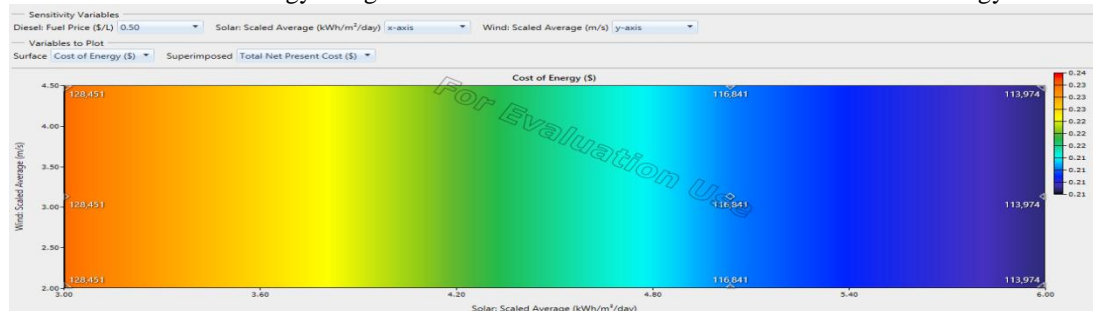 Sensitivity Variables
Diesel: Fuel Price ($/L) 0.50 Solar: Scaled Average (kWh/m²/day) x-axis Wind: Scaled Average (m/s) y-axis
Variables to Plot
Surface Cost of Energy ($) Superimposed Total Net Present Cost ($)
Cost of Energy ($)
4.50
4.00
3.50
3.00
2.50
2.00
Wind: Scaled Average (m/s)
128,451 116,841 113,974
128,451 116,841 113,974
128,451 116,841 113,974
For Evaluation Use
3.00 3.60 4.20 4.80 5.40 6.00
Solar: Scaled Average (kWh/m²/day)
0.24
0.23
0.23
0.22
0.22
0.22
0.21
0.21
0.21
0.21